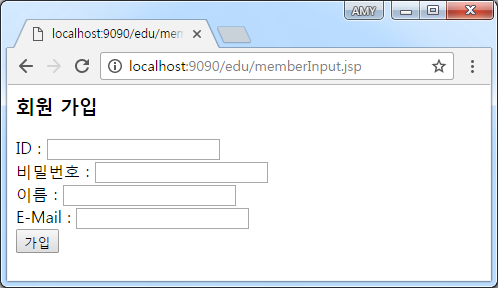 AMY
localhost:9090/edu/mem
localhost:9090/edu/memberInput.jsp
회원 가입
ID :
비밀번호 :
이름 :
E-Mail :
가입